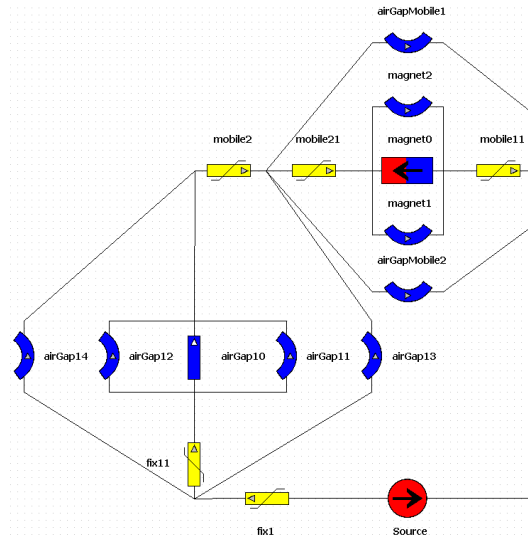 airGapMobile1
magnet2
mobile2
mobile21
magnet0
mobile11
magnet1
airGapMobile2
airGap14
airGap12
airGap10
airGap11
airGap13
fix11
fix1
Source